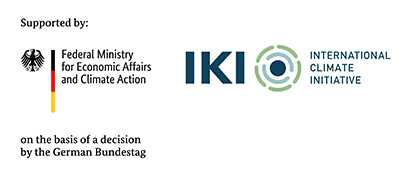 Supported by:
Federal Ministry
for Economic Affairs
and Climate Action
IKI
INTERNATIONAL
CLIMATE
INITIATIVE
on the basis of a decision
by the German Bundestag